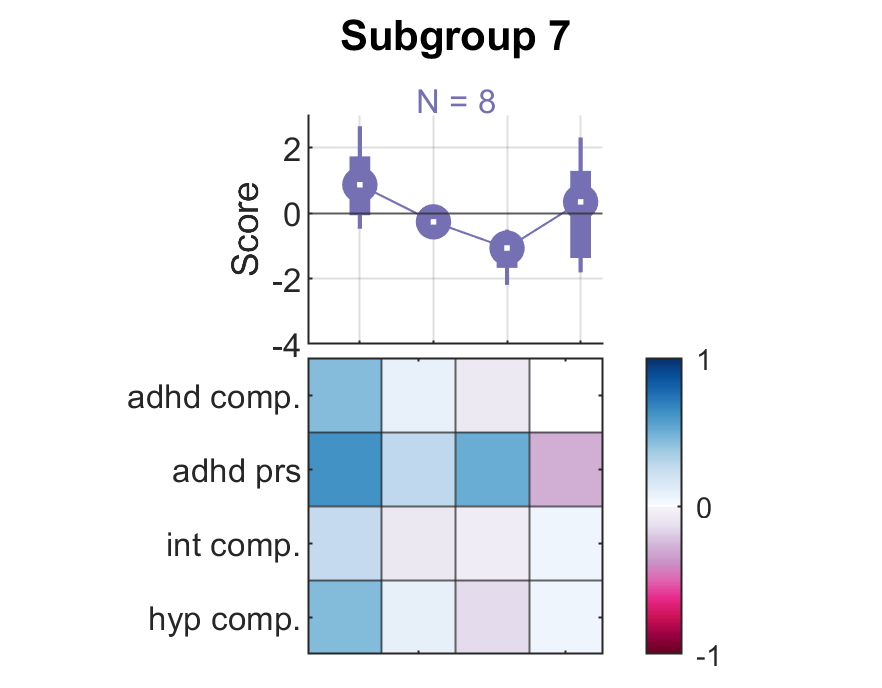 Subgroup 7
N = 8
Score
2
0
-2
-4
adhd comp.
adhd prs
int comp.
hyp comp.
1
0
-1